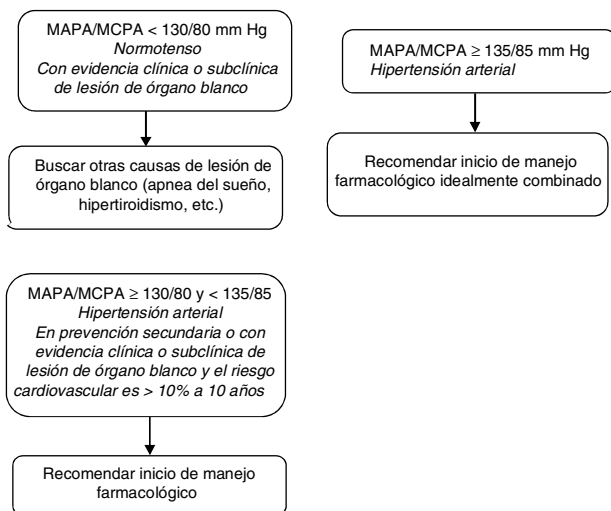 MAPA/MCPA < 130/80 mm Hg
Normotenso
Con evidencia clínica o subclínica
de lesión de órgano blanco
MAPA/MCPA ≥ 135/85 mm Hg
Hipertensión arterial
Buscar otras causas de lesión de
órgano blanco (apnea del sueño,
hipertiroidismo, etc.)
Recomendar inicio de manejo
farmacológico idealmente combinado
MAPA/MCPA ≥ 130/80 y < 135/85
Hipertensión arterial
En prevención secundaria o con
evidencia clínica o subclínica de
lesión de órgano blanco y el riesgo
cardiovascular es > 10% a 10 años
Recomendar inicio de manejo
farmacológico